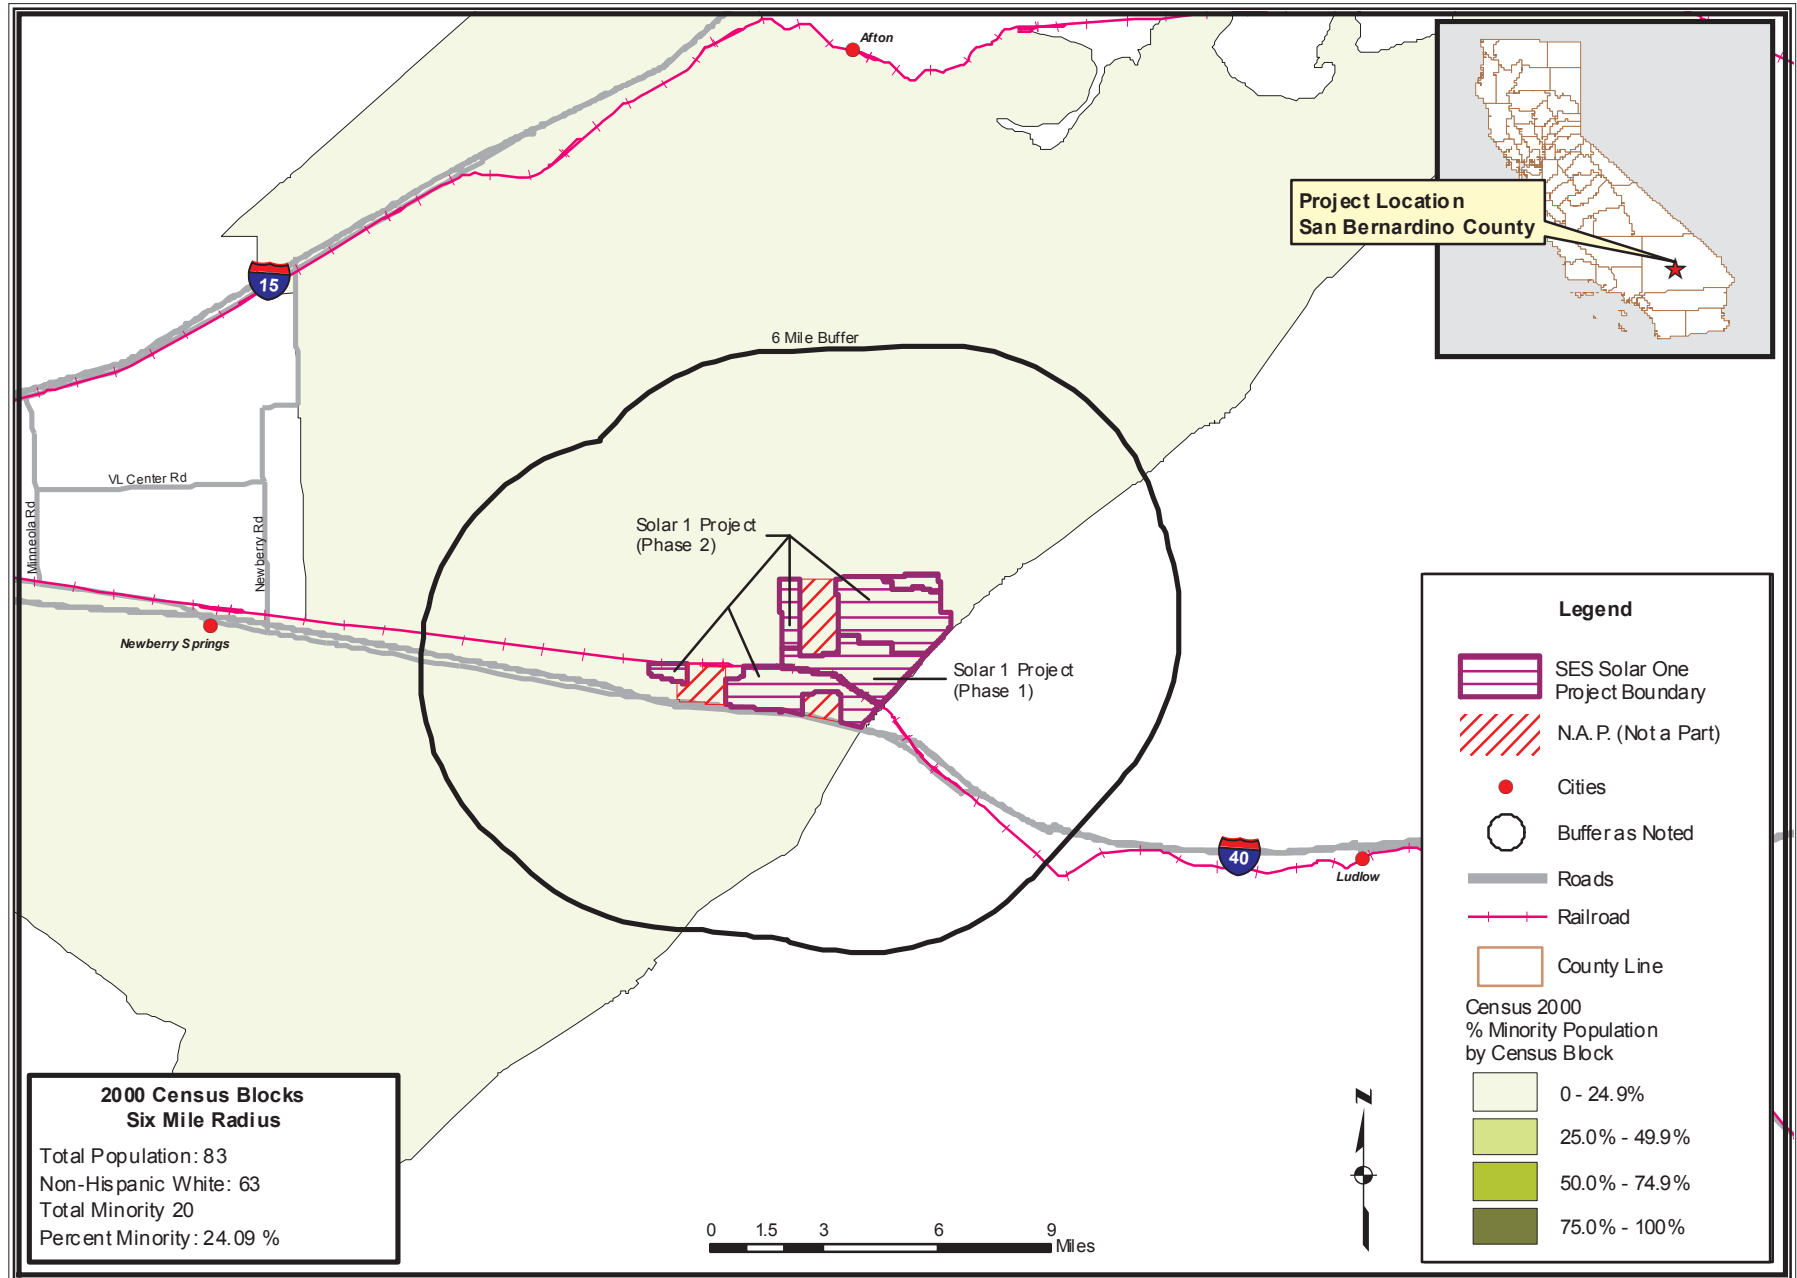 Afton
Project Location
San Bernardino County
15
6 Mile Buffer
VL Center Rd
Minneola Rd
Newberry Rd
Solar 1 Project
(Phase 2)
Newberry Springs
Solar 1 Project
(Phase 1)
40
Ludlow
Legend
SES Solar One
Project Boundary
N.A.P. (Not a Part)
Cities
Buffer as Noted
Roads
Railroad
County Line
Census 2000
% Minority Population
by Census Block
0 - 24.9%
25.0% - 49.9%
50.0% - 74.9%
75.0% - 100%
2000 Census Blocks
Six Mile Radius
Total Population: 83
Non-Hispanic White: 63
Total Minority 20
Percent Minority: 24.09 %
0 1.5 3 6 9
Miles
N